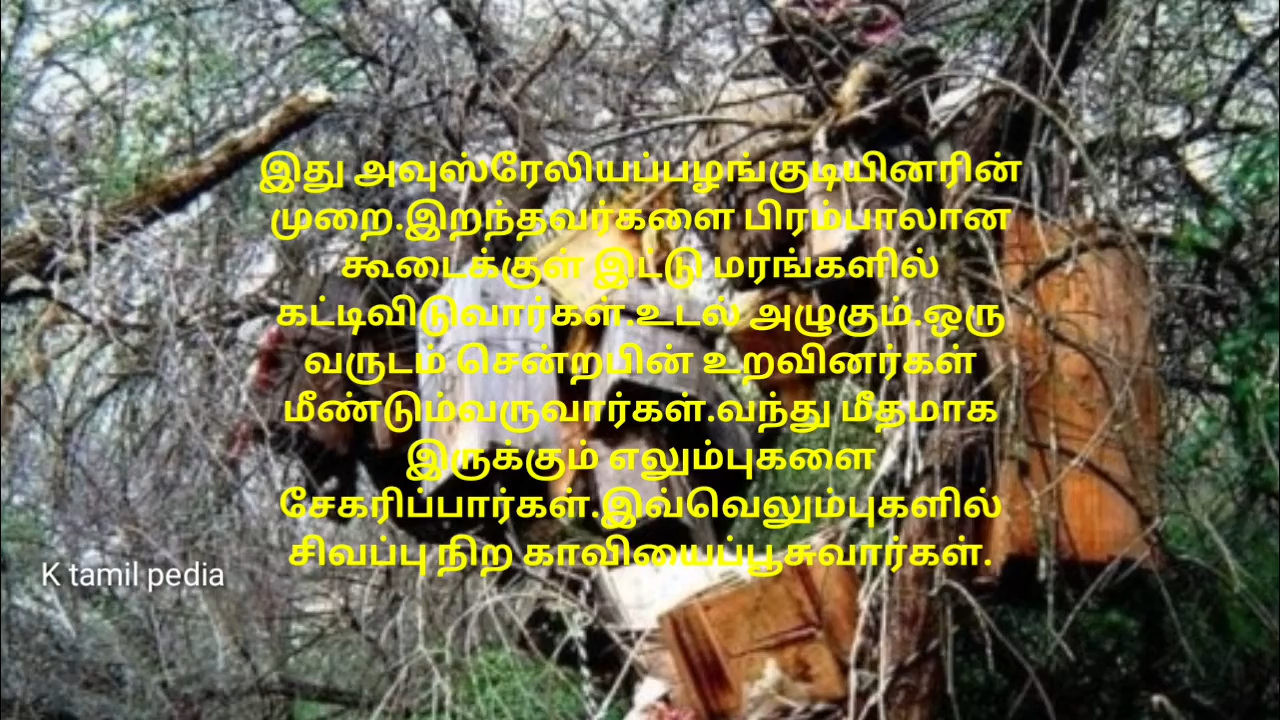 இது அவுஸ்ரேலியப்பழங்குடியினரின்
முறை.இறந்தவர்களை பிரம்பாலான
கூடைக்குள் இட்டு மரங்களில்
கட்டிவிடுவார்கள்.உடல் அழுகும்.ஒரு
வருடம் சென்றபின் உறவினர்கள்
மீண்டும்வருவார்கள்.வந்து மீதமாக
இருக்கும் எலும்புகளை
சேகரிப்பார்கள்.இவ்வெலும்புகளில்
சிவப்பு நிற காவியைப்பூசுவார்கள்.
K tamil pedia